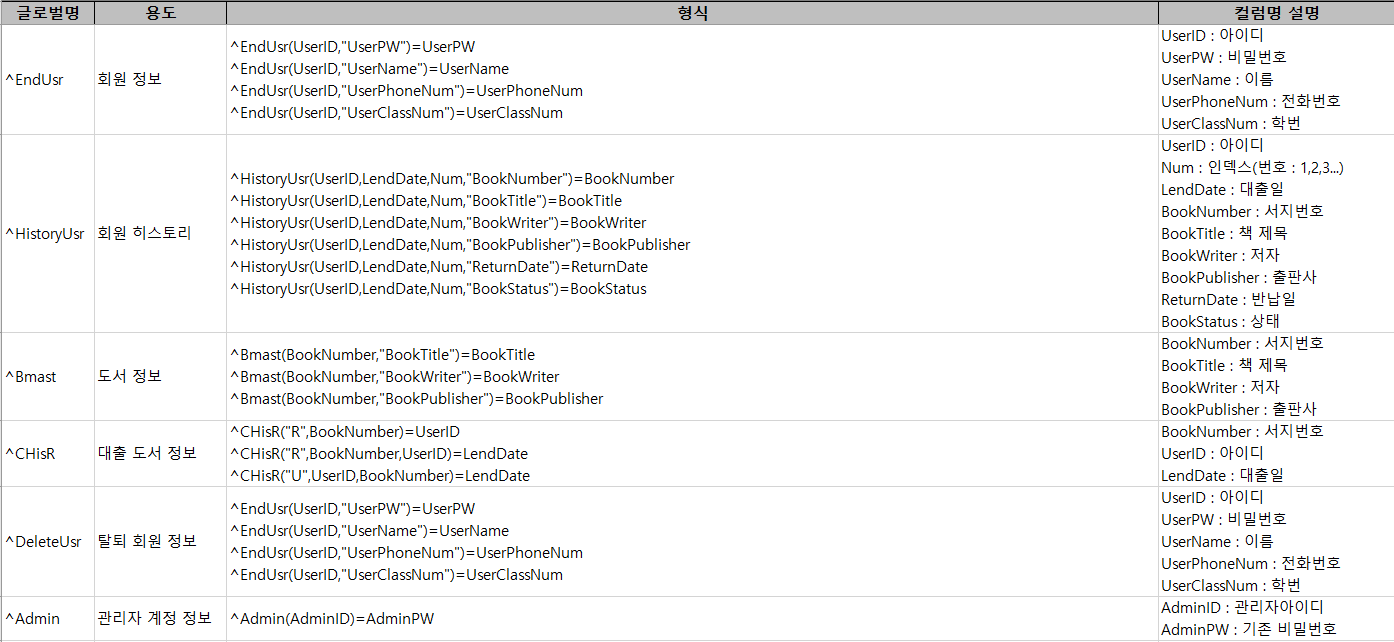 글로벌명 용도 형식 컬럼명 설명
^EndUsr 회원 정보
^EndUsr(UserID,"UserPW")=UserPW
^EndUsr(UserID,"UserName")=UserName
^EndUsr(UserID,"UserPhoneNum")=UserPhoneNum
^EndUsr(UserID,"UserClassNum")=UserClassNum
UserID : 아이디
UserPW : 비밀번호
UserName : 이름
UserPhoneNum : 전화번호
UserClassNum : 학번
^HistoryUsr 회원 히스토리
^HistoryUsr(UserID,LendDate,Num,"BookNumber")=BookNumber
^HistoryUsr(UserID,LendDate,Num,"BookTitle")=BookTitle
^HistoryUsr(UserID,LendDate,Num,"BookWriter")=BookWriter
^HistoryUsr(UserID,LendDate,Num,"BookPublisher")=BookPublisher
^HistoryUsr(UserID,LendDate,Num,"ReturnDate")=ReturnDate
^HistoryUsr(UserID,LendDate,Num,"BookStatus")=BookStatus
UserID : 아이디
Num : 인덱스(번호 : 1,2,3...)
LendDate : 대출일
BookNumber : 서지번호
BookTitle : 책 제목
BookWriter : 저자
BookPublisher : 출판사
ReturnDate : 반납일
BookStatus : 상태
^Bmast 도서 정보
^Bmast(BookNumber,"BookTitle")=BookTitle
^Bmast(BookNumber,"BookWriter")=BookWriter
^Bmast(BookNumber,"BookPublisher")=BookPublisher
BookNumber : 서지번호
BookTitle : 책 제목
BookWriter : 저자
BookPublisher : 출판사
^CHisR 대출 도서 정보
^CHisR("R",BookNumber)=UserID
^CHisR("R",BookNumber,UserID)=LendDate
^CHisR("U",UserID,BookNumber)=LendDate
BookNumber : 서지번호
UserID : 아이디
LendDate : 대출일
^DeleteUsr 탈퇴 회원 정보
^EndUsr(UserID,"UserPW")=UserPW
^EndUsr(UserID,"UserName")=UserName
^EndUsr(UserID,"UserPhoneNum")=UserPhoneNum
^EndUsr(UserID,"UserClassNum")=UserClassNum
UserID : 아이디
UserPW : 비밀번호
UserName : 이름
UserPhoneNum : 전화번호
UserClassNum : 학번
^Admin 관리자 계정 정보
^Admin(AdminID)=AdminPW
AdminID : 관리자아이디
AdminPW : 기존 비밀번호